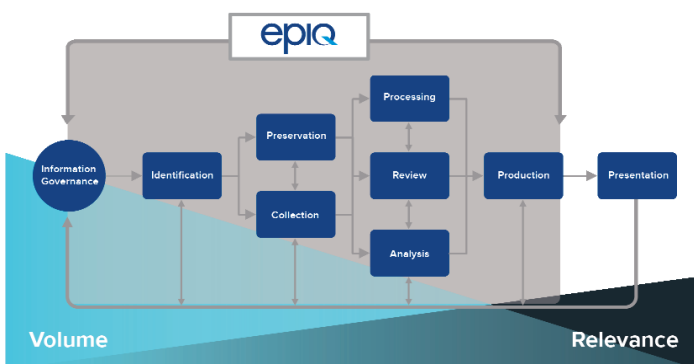 epiq
Processing
Preservation
Information
Governance
Identification
Review
Production
Presentation
Collection
Analysis
Volume
Relevance